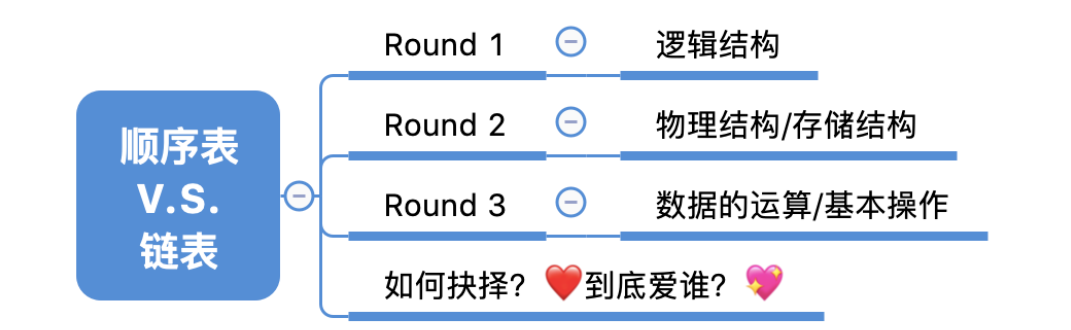 顺序表
V.S.
链表
Round 1
逻辑结构
Round 2
物理结构/存储结构
Round 3
数据的运算/基本操作
如何抉择？❤️到底爱谁？💖